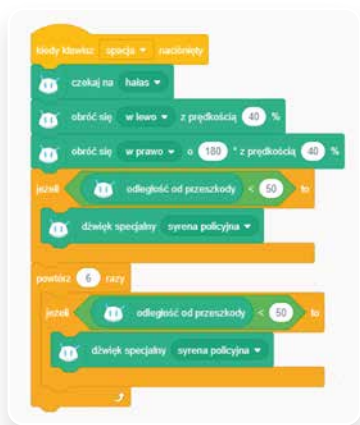 kiedy klawisz spacja naciśnięty
czekaj na hałas
obróć się w lewo z prędkością 40 %
obróć się w prawo o 180 ° z prędkością 40 %
jeżeli odległość od przeszkody < 50 to
dźwięk specjalny syrena policyjna
powtórz 6 razy
jeżeli odległość od przeszkody < 50 to
dźwięk specjalny syrena policyjna